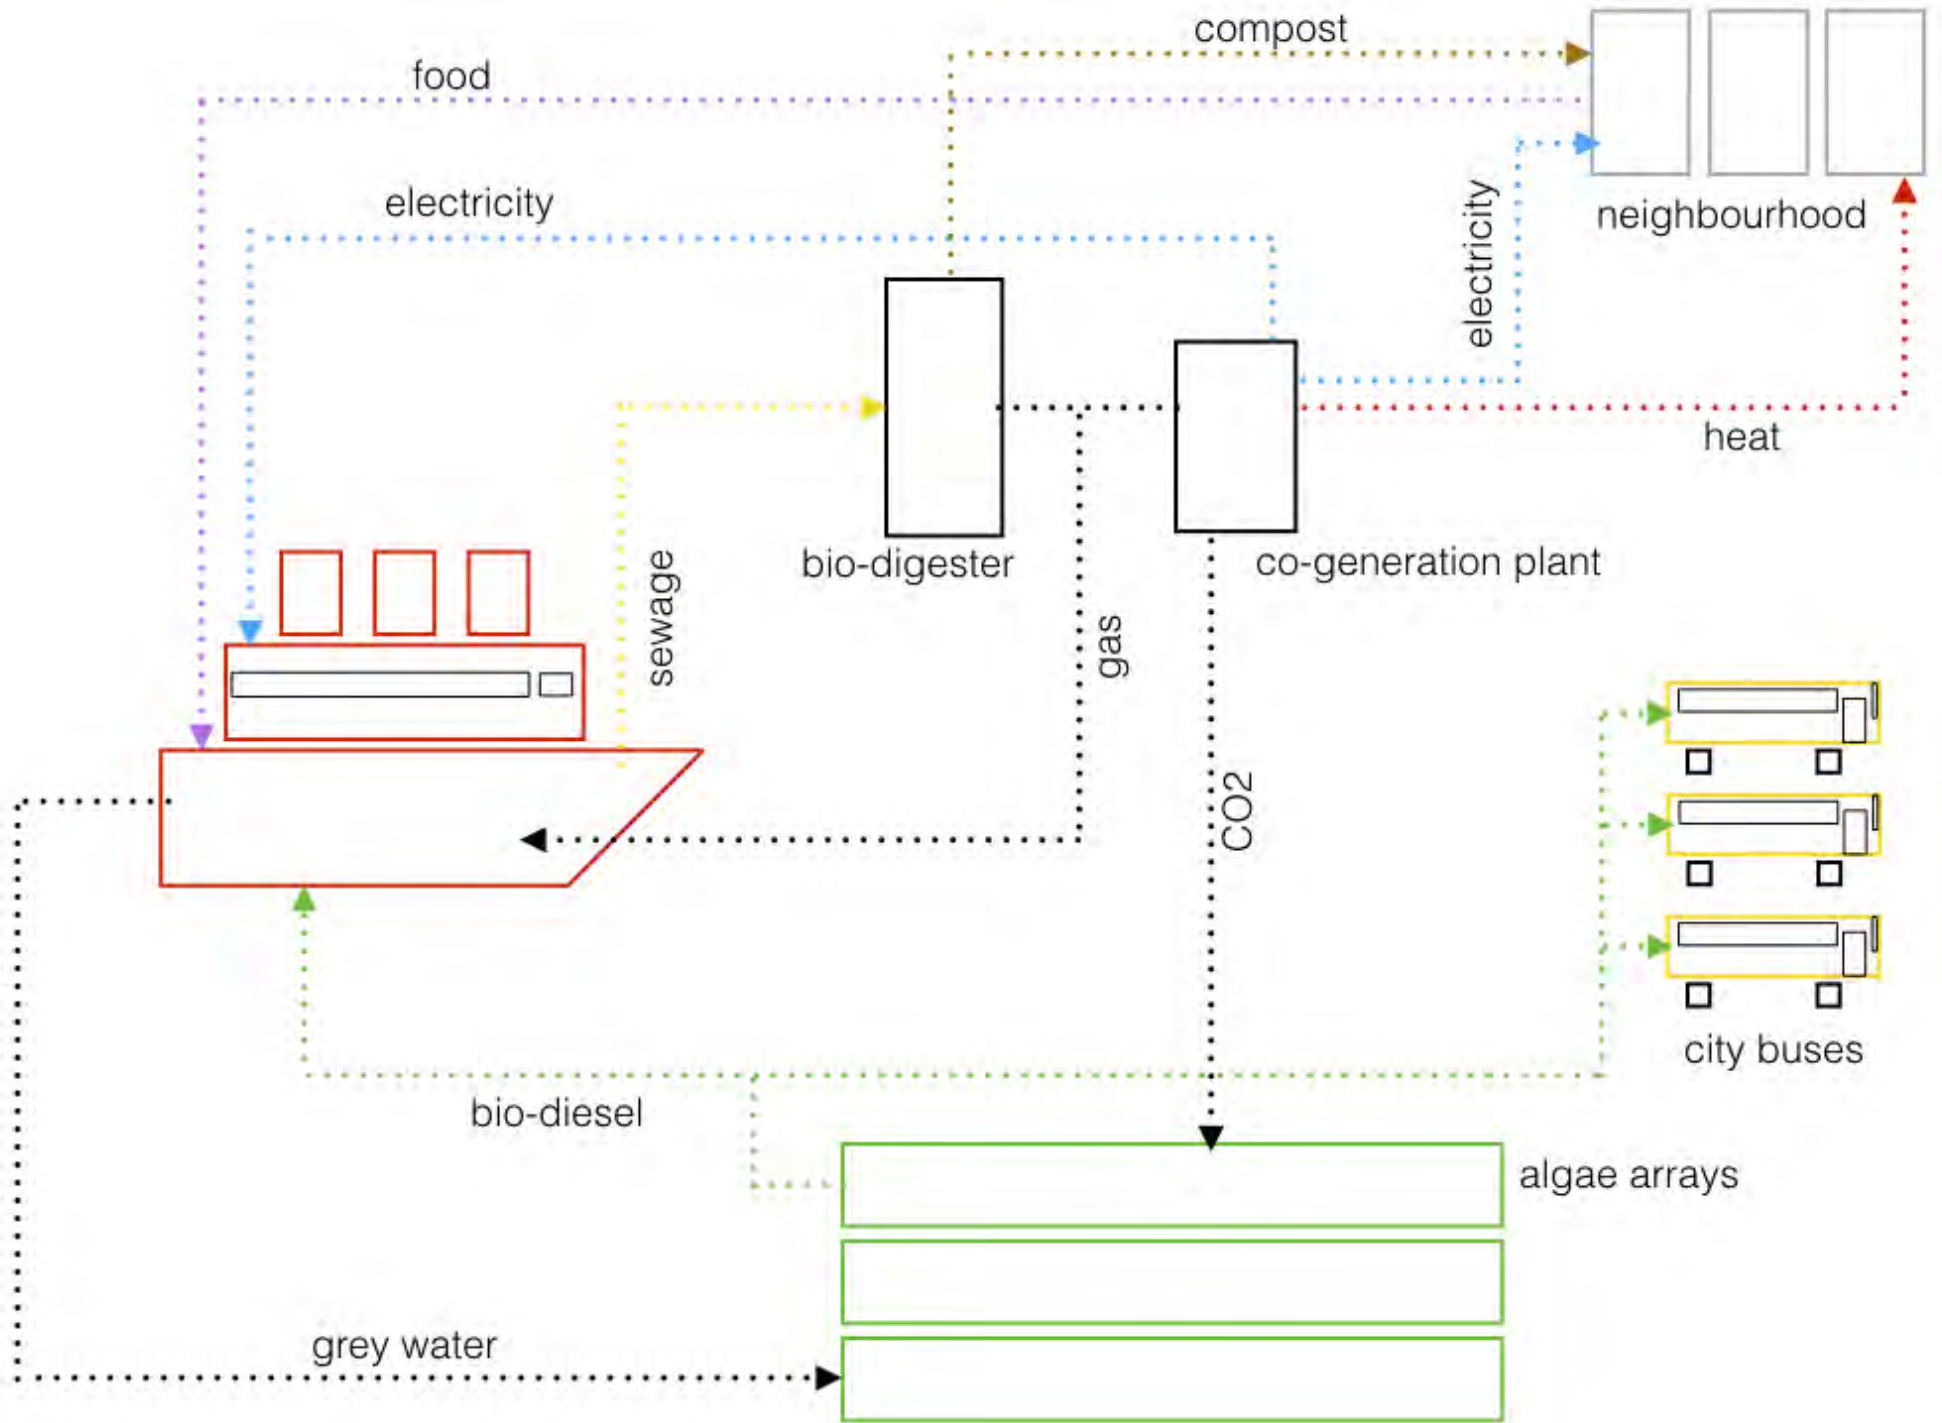 compost
food
electricity
electricity
neighbourhood
heat
bio-digester
co-generation plant
sewage
gas
CO2
city buses
bio-diesel
algae arrays
grey water